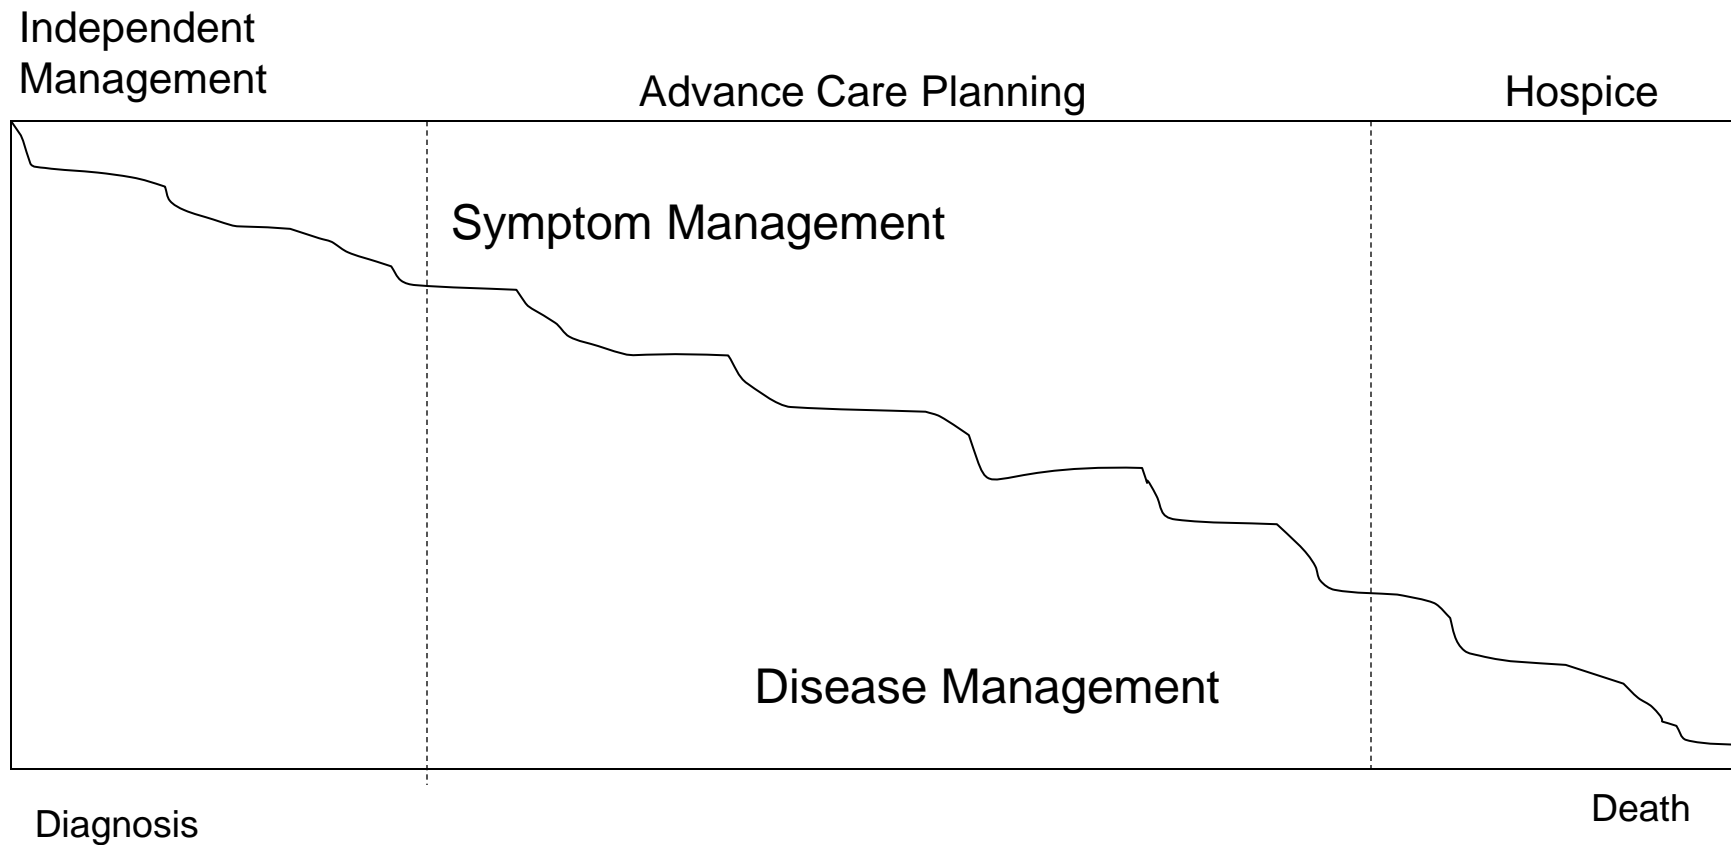 Independent
Management
Advance Care Planning
Hospice
Symptom Management
Disease Management
Diagnosis
Death